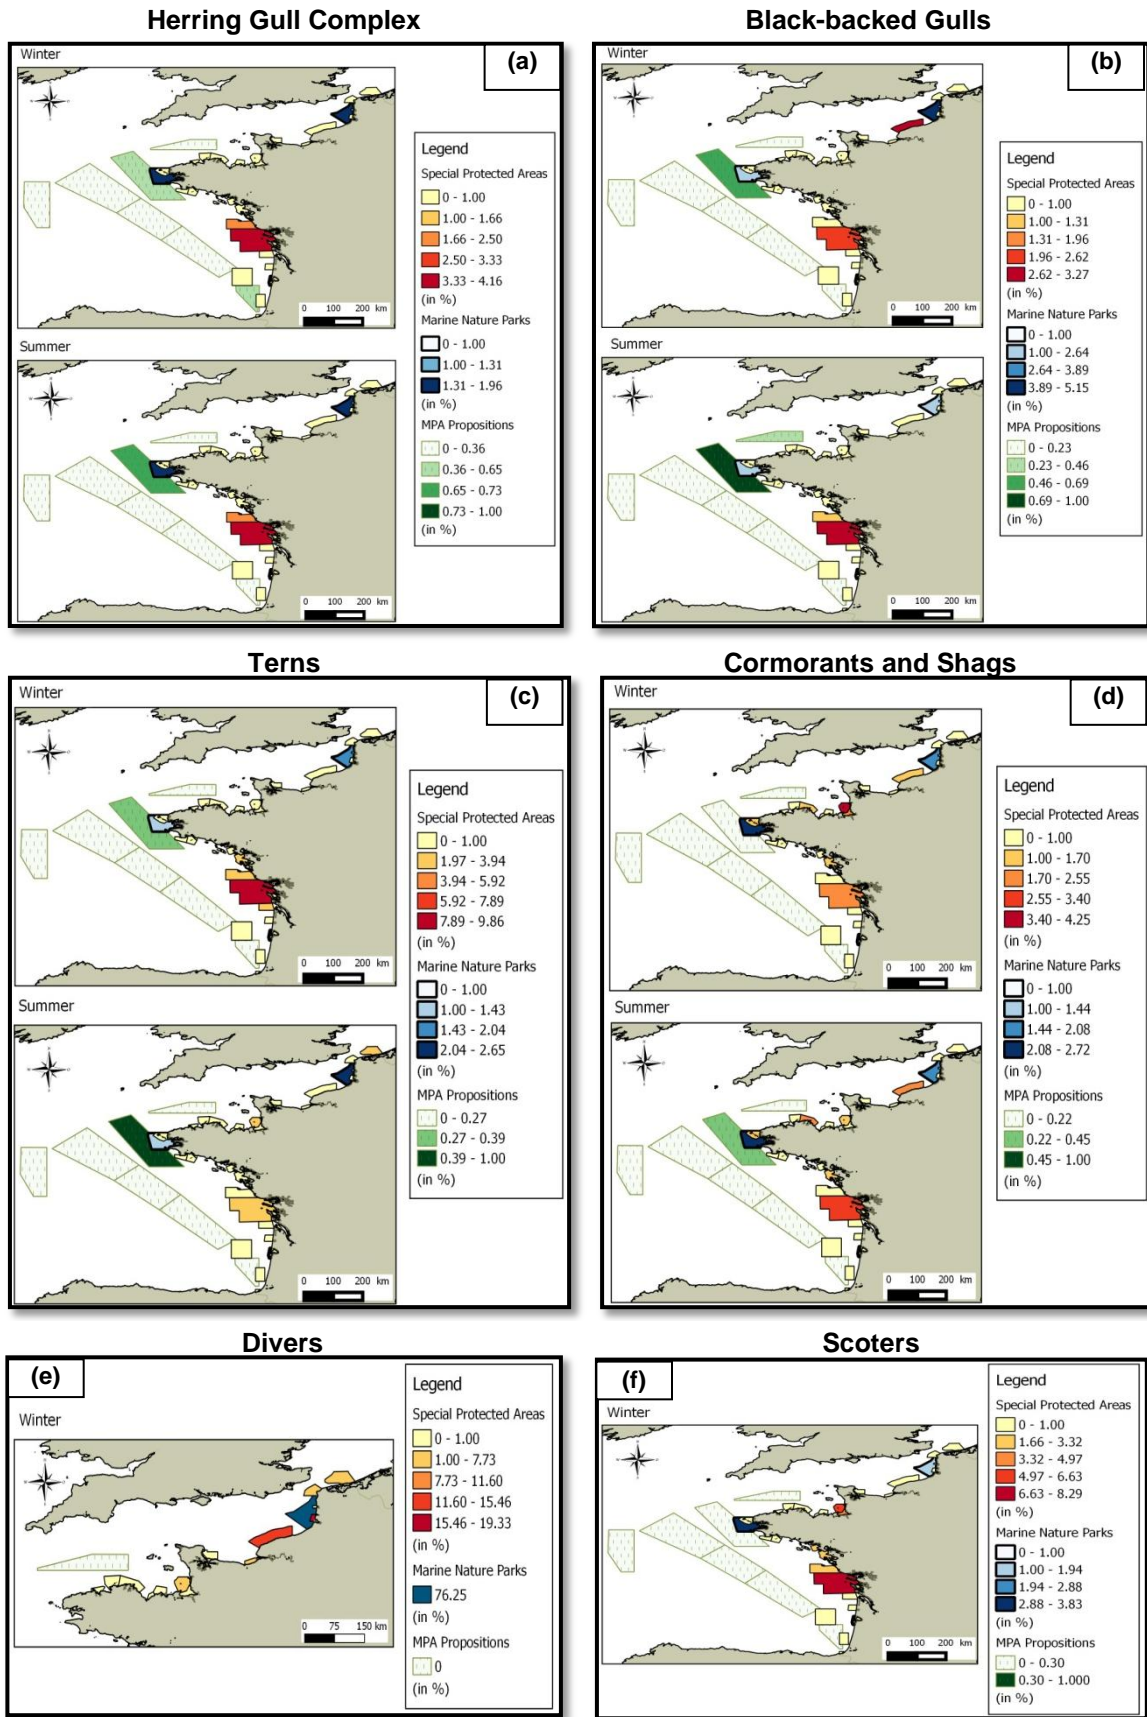 Herring Gull Complex
Black-backed Gulls
Winter
(a)
Legend
Special Protected Areas
0 - 1.00
1.00 - 1.66
1.66 - 2.50
2.50 - 3.33
3.33 - 4.16
(in %)
Marine Nature Parks
0 - 1.00
1.00 - 1.31
1.31 - 1.96
(in %)
MPA Propositions
0 - 0.36
0.36 - 0.65
0.65 - 0.73
0.73 - 1.00
(in %)
0 100 200 km
Summer
0 100 200 km
Winter
(b)
Legend
Special Protected Areas
0 - 1.00
1.00 - 1.31
1.31 - 1.96
1.96 - 2.62
2.62 - 3.27
(in %)
Marine Nature Parks
0 - 1.00
1.00 - 2.64
2.64 - 3.89
3.89 - 5.15
(in %)
MPA Propositions
0 - 0.23
0.23 - 0.46
0.46 - 0.69
0.69 - 1.00
(in %)
0 100 200 km
Summer
0 100 200 km
Terns
Cormorants and Shags
Winter
(c)
Legend
Special Protected Areas
0 - 1.00
1.97 - 3.94
3.94 - 5.92
5.92 - 7.89
7.89 - 9.86
(in %)
Marine Nature Parks
0 - 1.00
1.00 - 1.43
1.43 - 2.04
2.04 - 2.65
(in %)
MPA Propositions
0 - 0.27
0.27 - 0.39
0.39 - 1.00
(in %)
0 100 200 km
Summer
0 100 200 km
Winter
(d)
Legend
Special Protected Areas
0 - 1.00
1.00 - 1.70
1.70 - 2.55
2.55 - 3.40
3.40 - 4.25
(in %)
Marine Nature Parks
0 - 1.00
1.00 - 1.44
1.44 - 2.08
2.08 - 2.72
(in %)
MPA Propositions
0 - 0.22
0.22 - 0.45
0.45 - 1.00
(in %)
0 100 200 km
Summer
0 100 200 km
Divers
Scoters
(e)
Winter
Legend
Special Protected Areas
0 - 1.00
1.00 - 7.73
7.73 - 11.60
11.60 - 15.46
15.46 - 19.33
(in %)
Marine Nature Parks
76.25
(in %)
MPA Propositions
0
(in %)
0 75 150 km
(f)
Winter
Legend
Special Protected Areas
0 - 1.00
1.66 - 3.32
3.32 - 4.97
4.97 - 6.63
6.63 - 8.29
(in %)
Marine Nature Parks
0 - 1.00
1.00 - 1.94
1.94 - 2.88
2.88 - 3.83
(in %)
MPA Propositions
0 - 0.30
0.30 - 1.000
(in %)
0 100 200 km